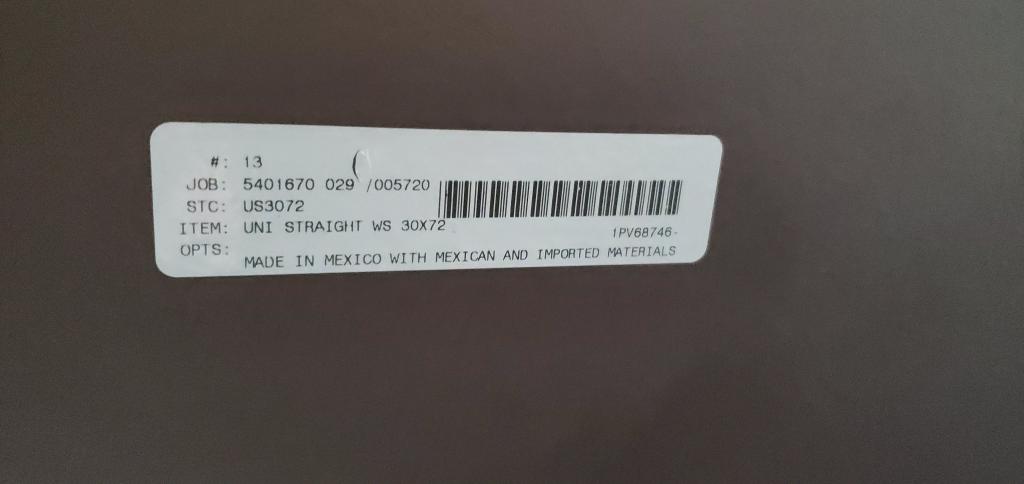 #: 13
JOB: 5401670 029 /005720
STC: US3072
ITEM: UNI STRAIGHT WS 30X72
1PV68746-
OPTS:
MADE IN MEXICO WITH MEXICAN AND IMPORTED MATERIALS